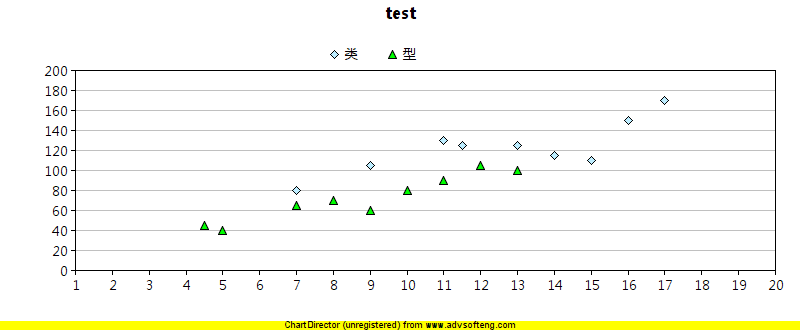 test
类 型
200
180
160
140
120
100
80
60
40
20
0
1 2 3 4 5 6 7 8 9 10 11 12 13 14 15 16 17 18 19 20
ChartDirector (unregistered) from www.advsofteng.com